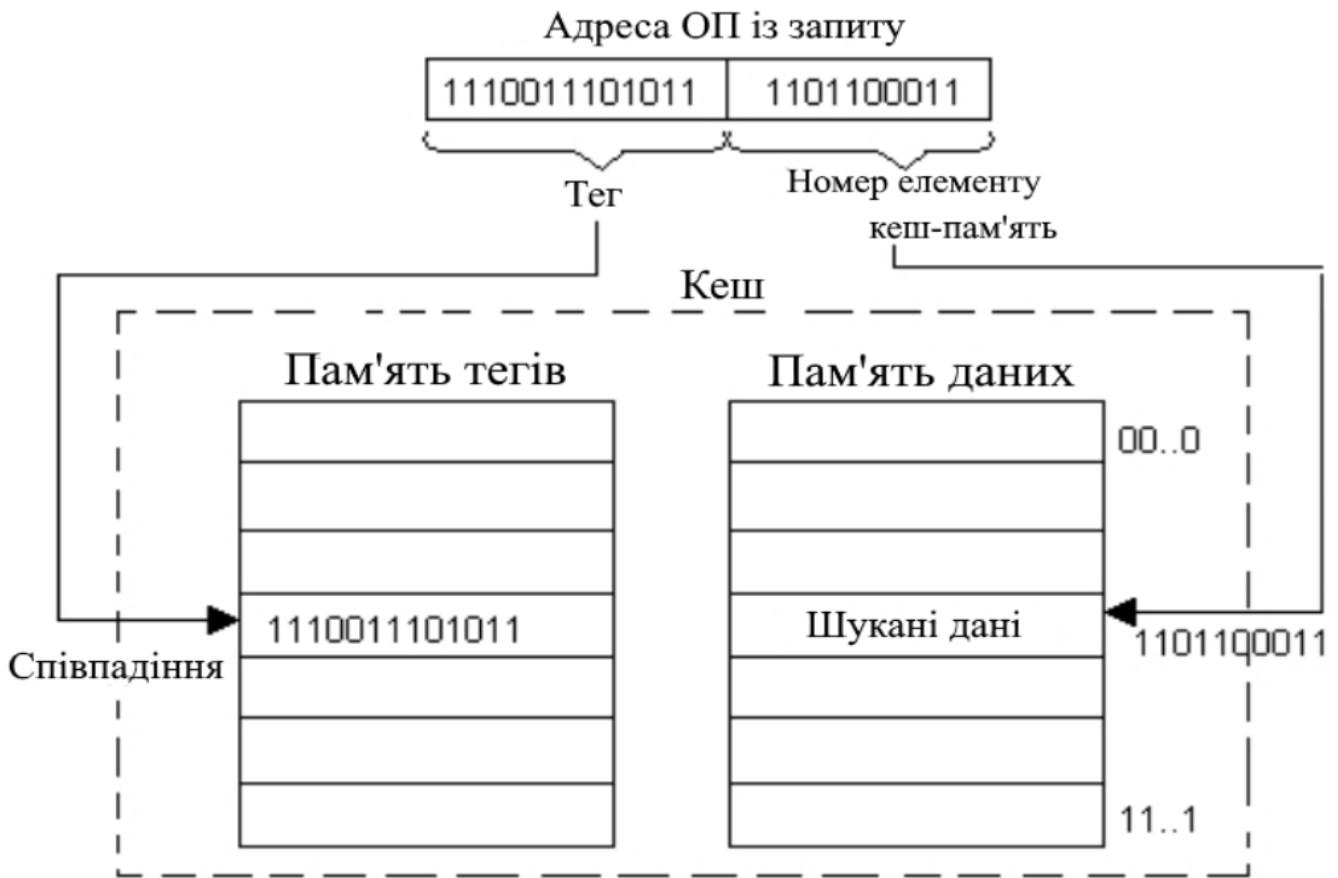 Адреса ОП із запиту
1110011101011 1101100011
Тег
Номер елементу
кеш-пам'ять
Кеш
Пам'ять тегів
Пам'ять даних
00..0
1110011101011
Шукані дані
1101100011
Співпадіння
11..1